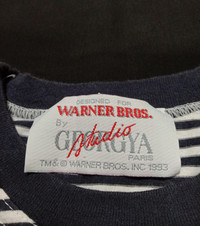 DESIGNED FOR
WARNER BROS.
By
Studio
GEORGYA
PARIS
TM & © WARNER BROS. INC 1993